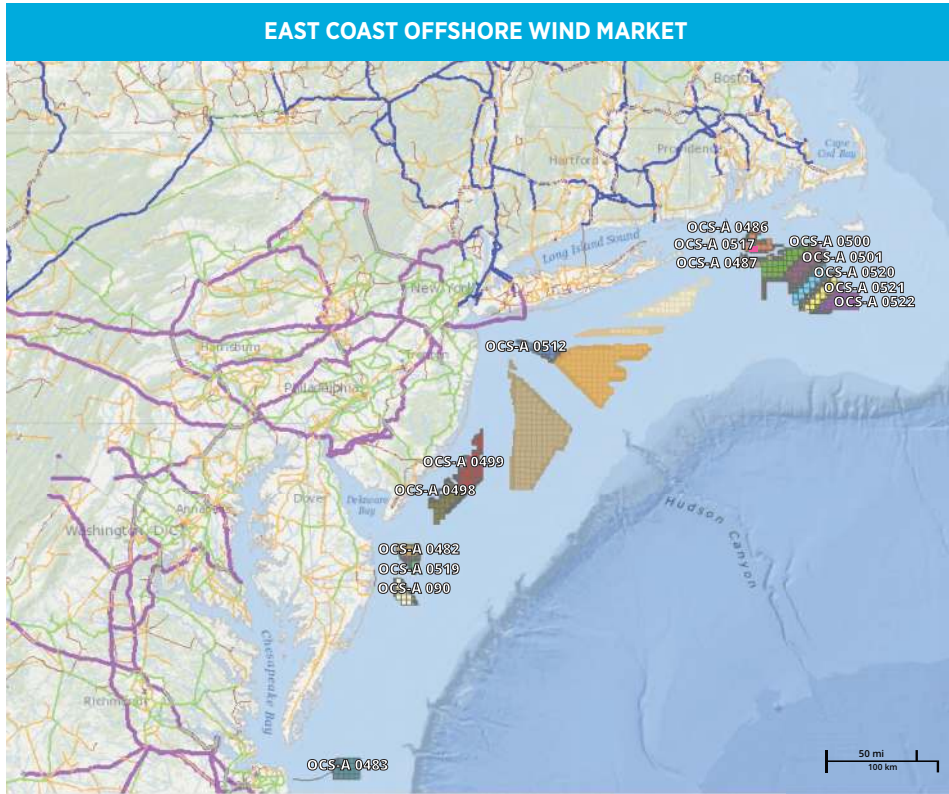 EAST COAST OFFSHORE WIND MARKET
Boston
Cape
Cod Bay
Providence
Hartford
Long Island Sound
OCS-A 0486
OCS-A 0517
OCS-A 0487
OCS-A 0500
OCS-A 0501
OCS-A 0520
OCS-A 0521
OCS-A 0522
New York
OCS-A 0512
Harrisburg
Trenton
Philadelphia
OCS-A 0499
OCS-A 0498
Dover
Delaware
Bay
Annapolis
Washington, D.C.
Hudson Canyon
OCS-A 0482
OCS-A 0519
OCS-A 090
Chesapeake Bay
Richmond
OCS-A 0483
50 mi
100 km